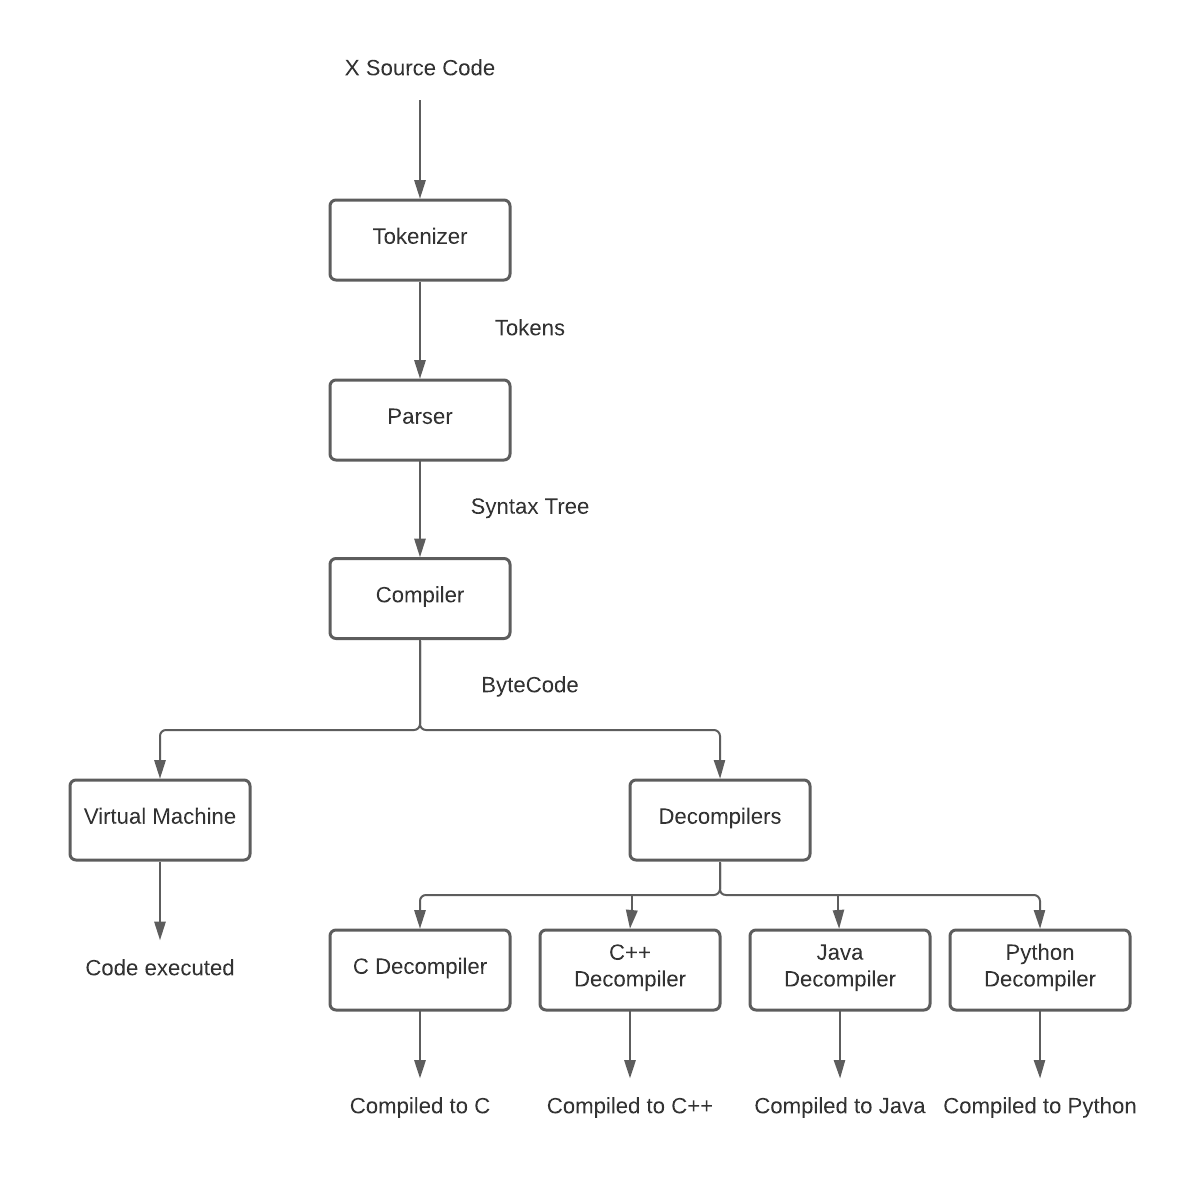 X Source Code
Tokenizer
Tokens
Parser
Syntax Tree
Compiler
ByteCode
Virtual Machine
Decompilers
Code executed
C Decompiler
C++
Decompiler
Java
Decompiler
Python
Decompiler
Compiled to C
Compiled to C++
Compiled to Java
Compiled to Python